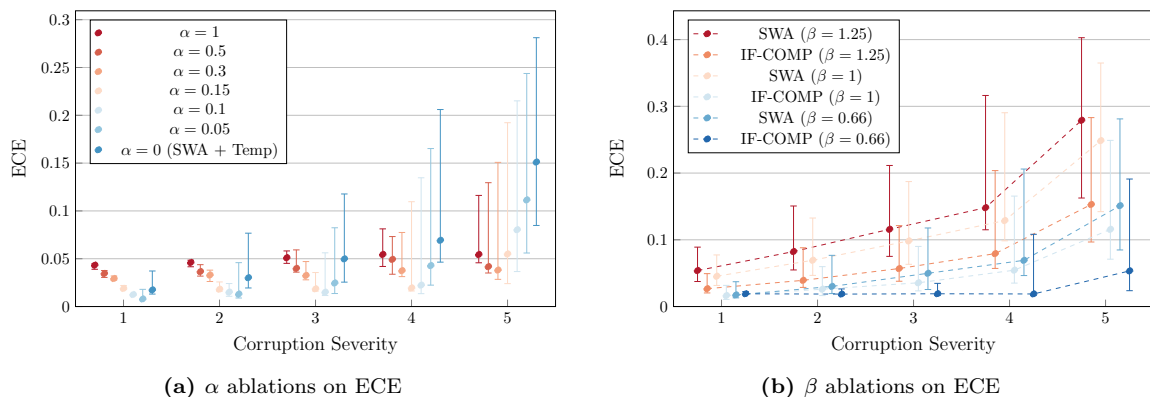 0.3
0.25
0.2
0.15
0.1
0.05
0
ECE
α = 1
α = 0.5
α = 0.3
α = 0.15
α = 0.1
α = 0.05
α = 0 (SWA + Temp)
1 2 3 4 5
Corruption Severity
(a) α ablations on ECE
0.4
0.3
0.2
0.1
0
ECE
SWA (β = 1.25)
IF-COMP (β = 1.25)
SWA (β = 1)
IF-COMP (β = 1)
SWA (β = 0.66)
IF-COMP (β = 0.66)
1 2 3 4 5
Corruption Severity
(b) β ablations on ECE